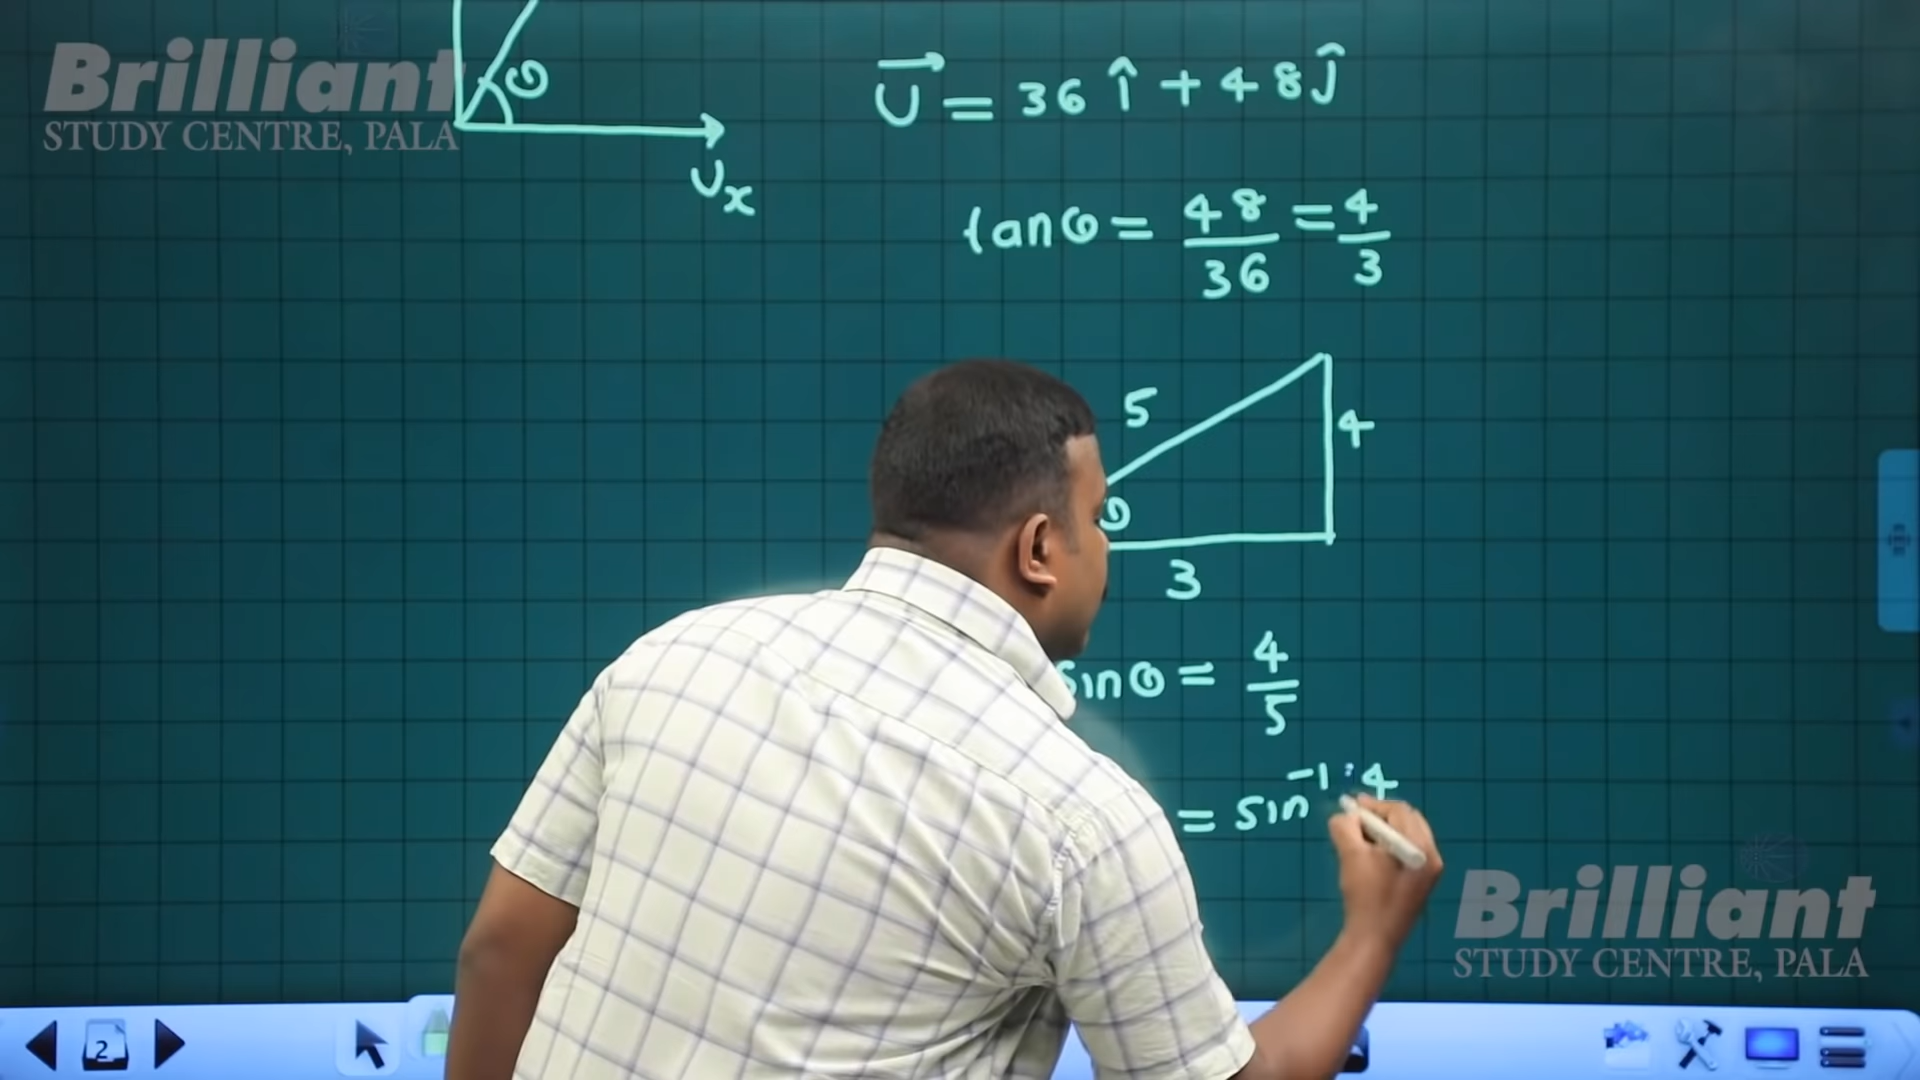 Brilliant
STUDY CENTRE, PALA
θ
Ux
U⃗ = 36 î + 48 ĵ
tanθ = 48/36 = 4/3
5
4
θ
3
sinθ = 4/5
= sin⁻¹ 4
Brilliant
STUDY CENTRE, PALA
2